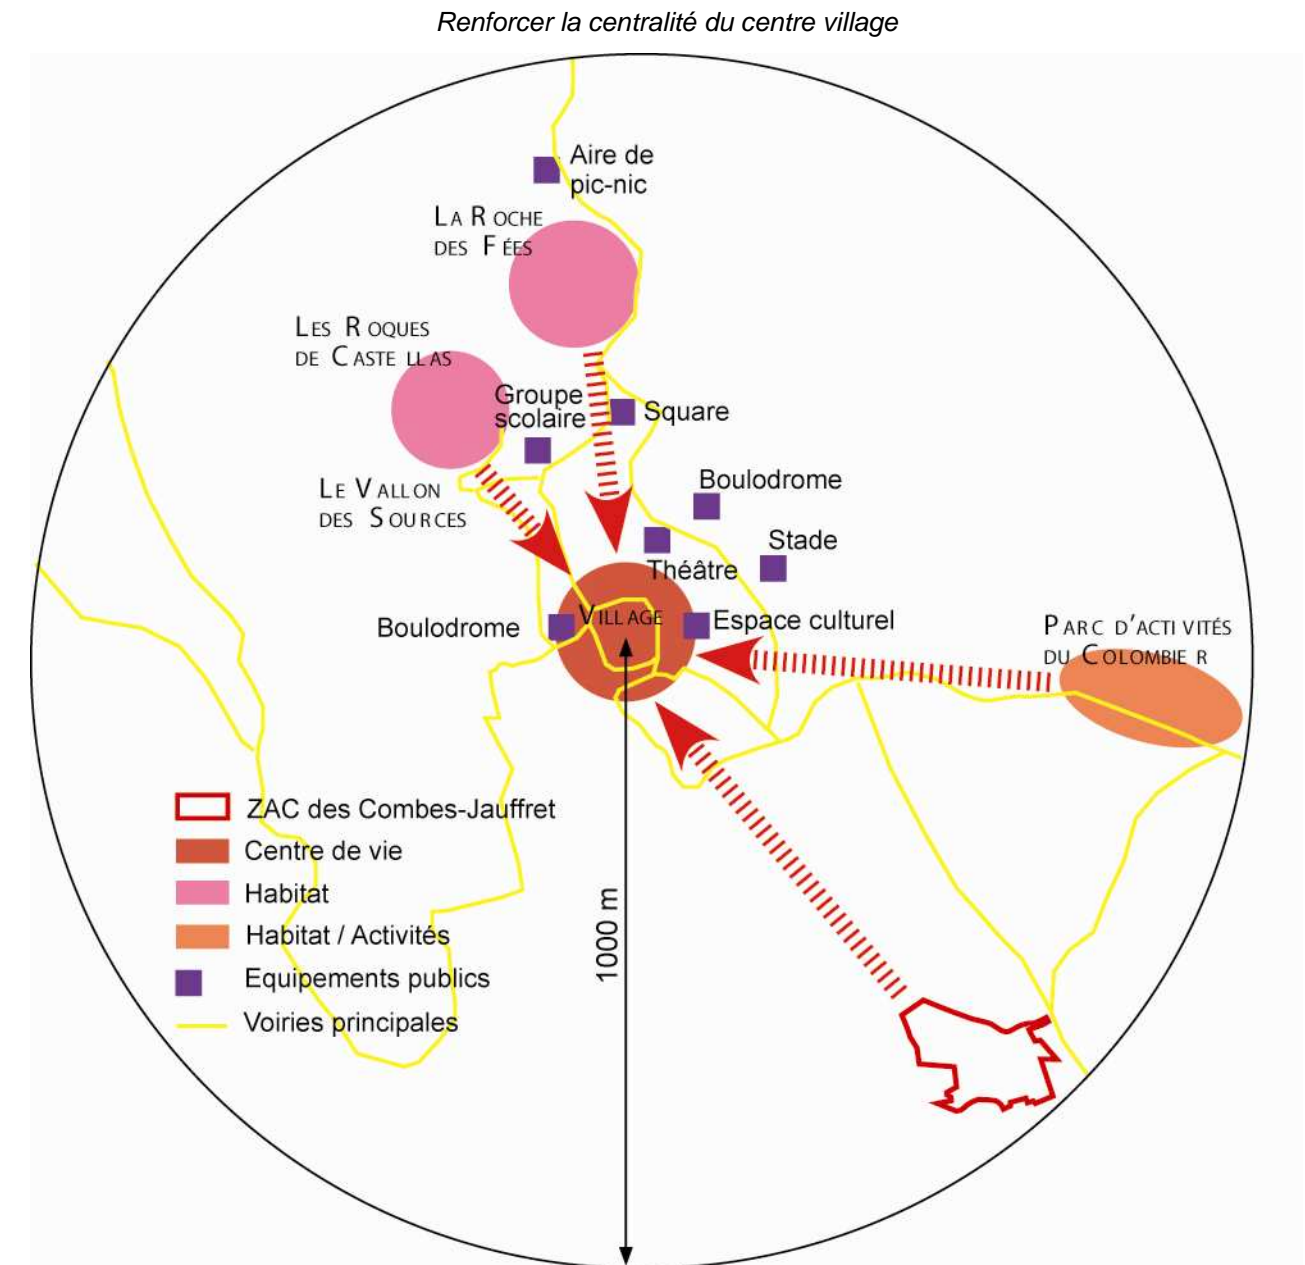 Renforcer la centralité du centre village
Aire de
pic-nic
LA ROCHE
DES FÉES
LES ROQUES
DE CASTELLAS
Groupe
scolaire
Square
LE VALLON
DES SOURCES
Boulodrome
Stade
Théâtre
VILLAGE
Boulodrome
Espace culturel
PARC D'ACTIVITÉS
DU COLOMBIER
ZAC des Combes-Jauffret
Centre de vie
Habitat
Habitat / Activités
Equipements publics
Voiries principales
1000 m